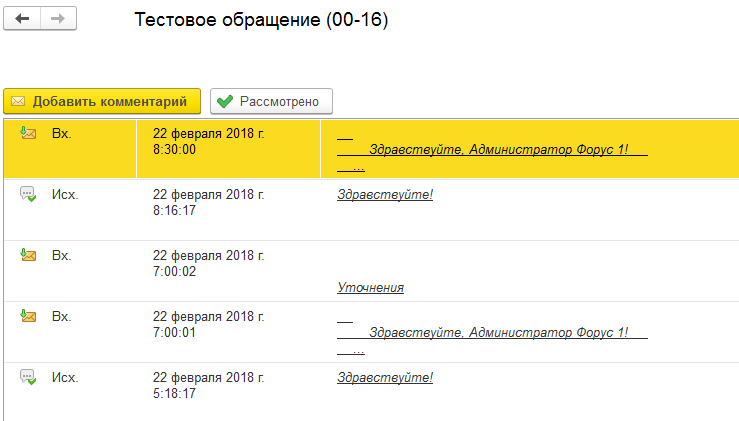 Тестовое обращение (00-16)
Добавить комментарий Рассмотрено
Вх. 22 февраля 2018 г.
8:30:00 Здравствуйте, Администратор Форус 1!
...
Исх. 22 февраля 2018 г. Здравствуйте!
8:16:17
Вх. 22 февраля 2018 г.
7:00:02
Уточнения
Вх. 22 февраля 2018 г.
7:00:01 Здравствуйте, Администратор Форус 1!
...
Исх. 22 февраля 2018 г. Здравствуйте!
5:18:17